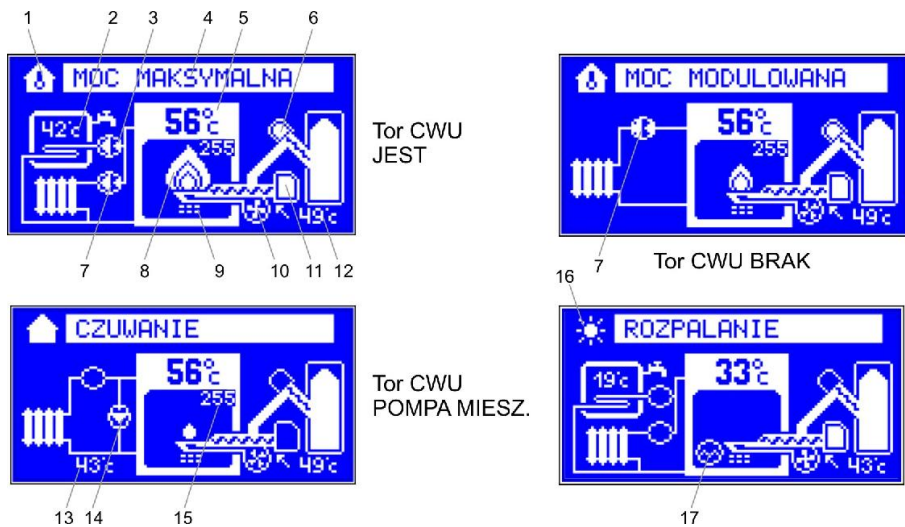 1 2 3 4 5 6
MOC MAKSYMALNA
42°c
56°c
255
49°c
7 8 9 10 11 12
Tor CWU
JEST
MOC MODULOWANA
56°c
255
49°c
7
Tor CWU BRAK
CZUWANIE
56°c
255
43°c
49°c
13 14 15
Tor CWU
POMPA MIESZ.
16
ROZPALANIE
19°c
33°c
43°c
17